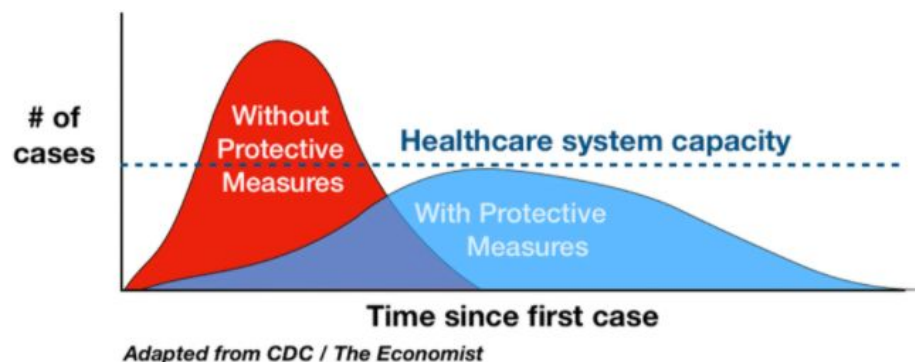 # of
cases
Without
Protective
Measures
Healthcare system capacity
With Protective
Measures
Time since first case
Adapted from CDC / The Economist